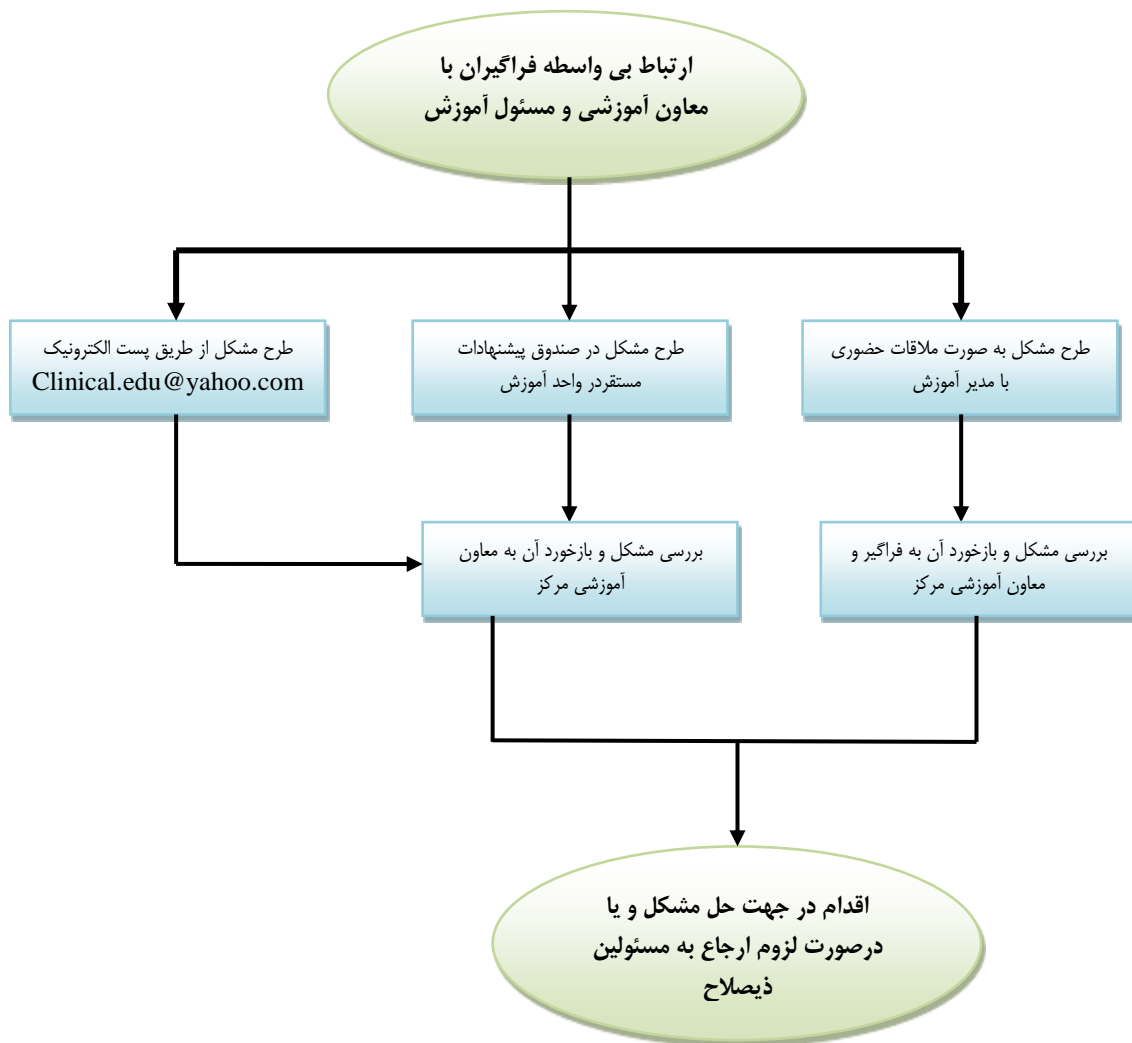 ارتباط بی واسطه فراگیران با
معاون آموزشی و مسئول آموزش
طرح مشکل به صورت ملاقات حضوری
با مدیر آموزش
طرح مشکل در صندوق پیشنهادات
مستقردر واحد آموزش
طرح مشکل از طریق پست الکترونیک
Clinical.edu@yahoo.com
بررسی مشکل و بازخورد آن به فراگیر و
معاون آموزشی مرکز
بررسی مشکل و بازخورد آن به معاون
آموزشی مرکز
اقدام در جهت حل مشکل و یا
درصورت لزوم ارجاع به مسئولین
ذیصلاح